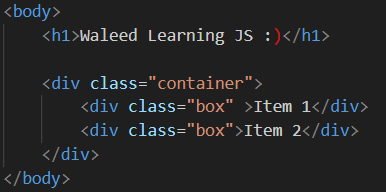 <body>
<h1>Waleed Learning JS :)</h1>
<div class="container">
<div class="box" >Item 1</div>
<div class="box">Item 2</div>
</div>
</body>